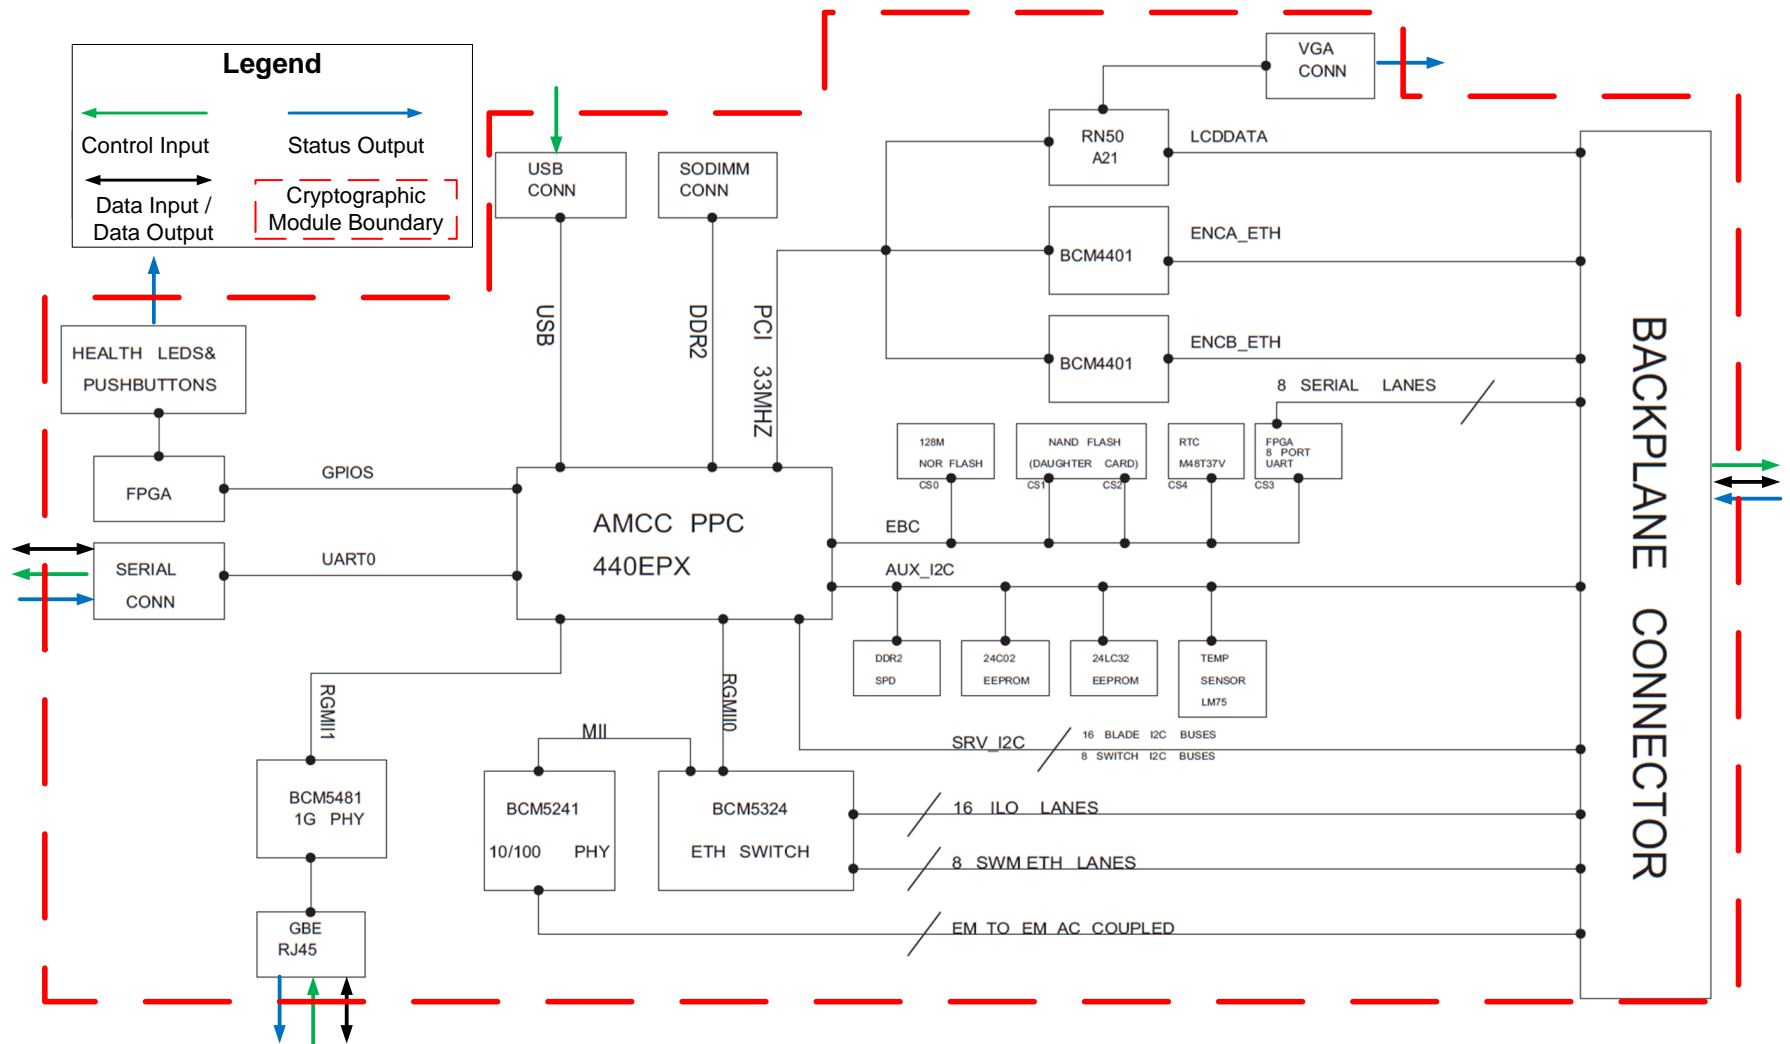 Legend
Control Input
Status Output
Data Input /
Data Output
Cryptographic
Module Boundary
VGA
CONN
USB
CONN
SODIMM
CONN
RN50
A21
LCDDATA
BCM4401
ENCA_ETH
BCM4401
ENCB_ETH
USB
DDR2
PCI 33MHZ
HEALTH LEDS&
PUSHBUTTONS
FPGA
GPIOS
SERIAL
CONN
UART0
AMCC PPC
440EPX
8 SERIAL LANES
128M
NOR FLASH
CS0
NAND FLASH
(DAUGHTER CARD)
CS1
CS2
RTC
M48T37V
CS4
FPGA
8 PORT
UART
CS3
EBC
AUX_I2C
DDR2
SPD
24C02
EEPROM
24LC32
EEPROM
TEMP
SENSOR
LM75
RGMII1
RGMII0
MII
SRV_I2C
16 BLADE I2C BUSES
8 SWITCH I2C BUSES
BCM5481
1G PHY
BCM5241
10/100 PHY
BCM5324
ETH SWITCH
16 ILO LANES
8 SWM ETH LANES
EM TO EM AC COUPLED
GBE
RJ45
BACKPLANE CONNECTOR